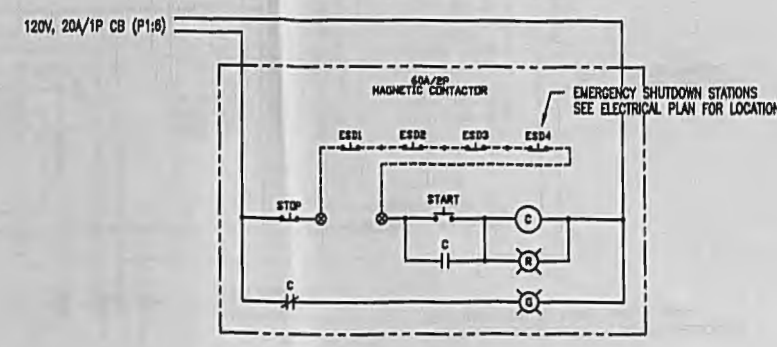 120V, 20A/1P CB (P1:6)
60A/2P
MAGNETIC CONTACTOR
EMERGENCY SHUTDOWN STATIONS
SEE ELECTRICAL PLAN FOR LOCATION
ESD1 ESD2 ESD3 ESD4
STOP START
C
C R
C G